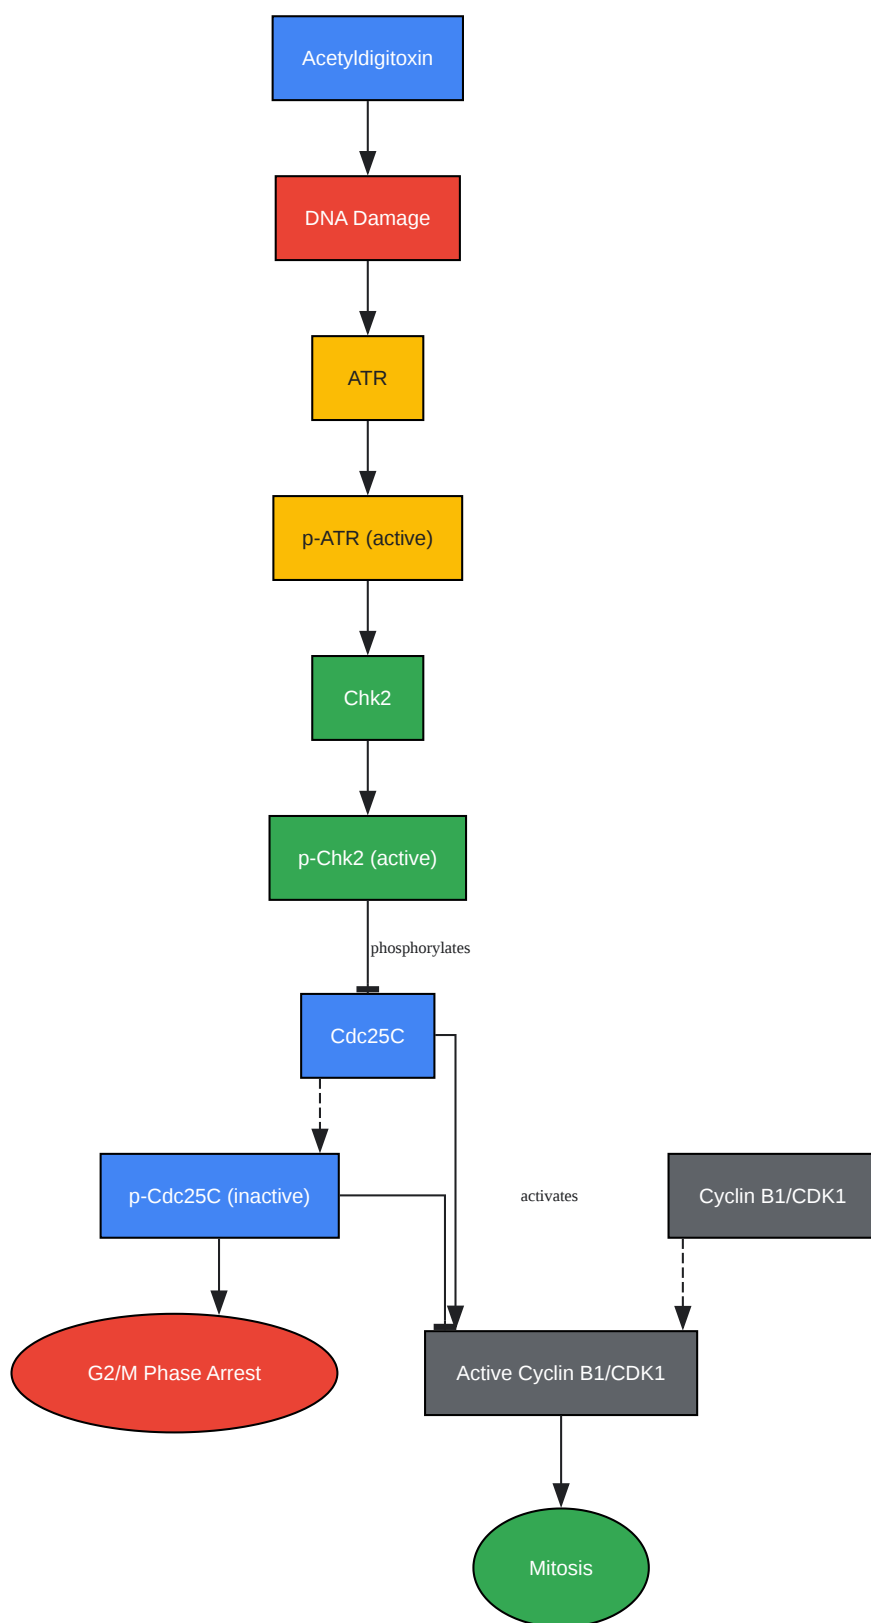 Acetyldigitoxin
DNA Damage
ATR
p-ATR (active)
Chk2
p-Chk2 (active)
phosphorylates
Cdc25C
p-Cdc25C (inactive)
activates
Cyclin B1/CDK1
G2/M Phase Arrest
Active Cyclin B1/CDK1
Mitosis